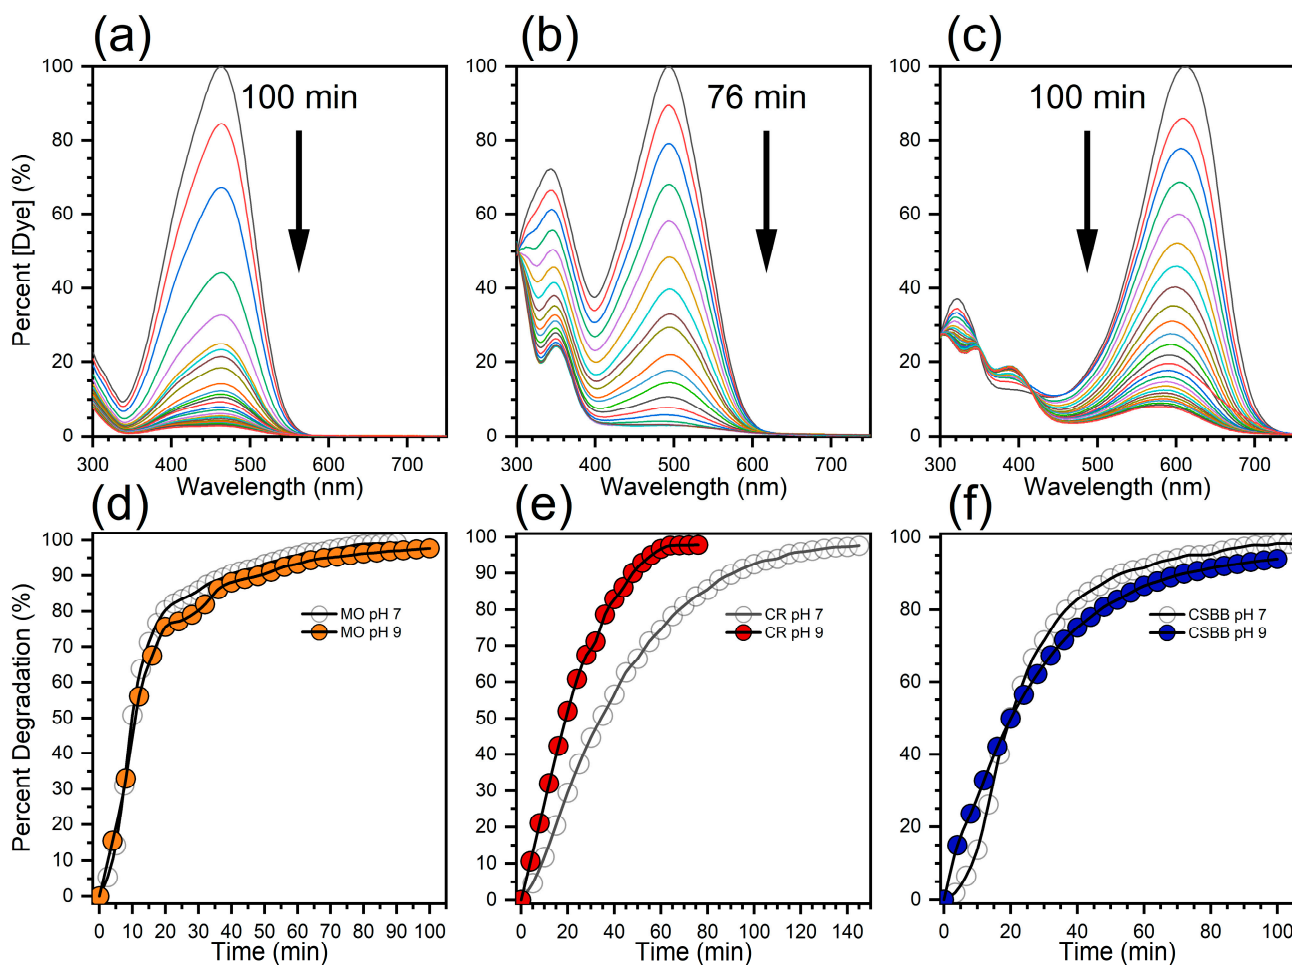 (a)
(b)
(c)
100 min
76 min
100 min
Percent [Dye] (%)
100
80
60
40
20
0
300 400 500 600 700
Wavelength (nm)
100
80
60
40
20
0
300 400 500 600 700
Wavelength (nm)
100
80
60
40
20
0
300 400 500 600 700
Wavelength (nm)
(d)
(e)
(f)
Percent Degradation (%)
100
90
80
70
60
50
40
30
20
10
0
MO pH 7
MO pH 9
0 10 20 30 40 50 60 70 80 90 100
Time (min)
100
90
80
70
60
50
40
30
20
10
0
CR pH 7
CR pH 9
0 20 40 60 80 100 120 140
Time (min)
100
80
60
40
20
0
CSBB pH 7
CSBB pH 9
0 20 40 60 80 100
Time (min)